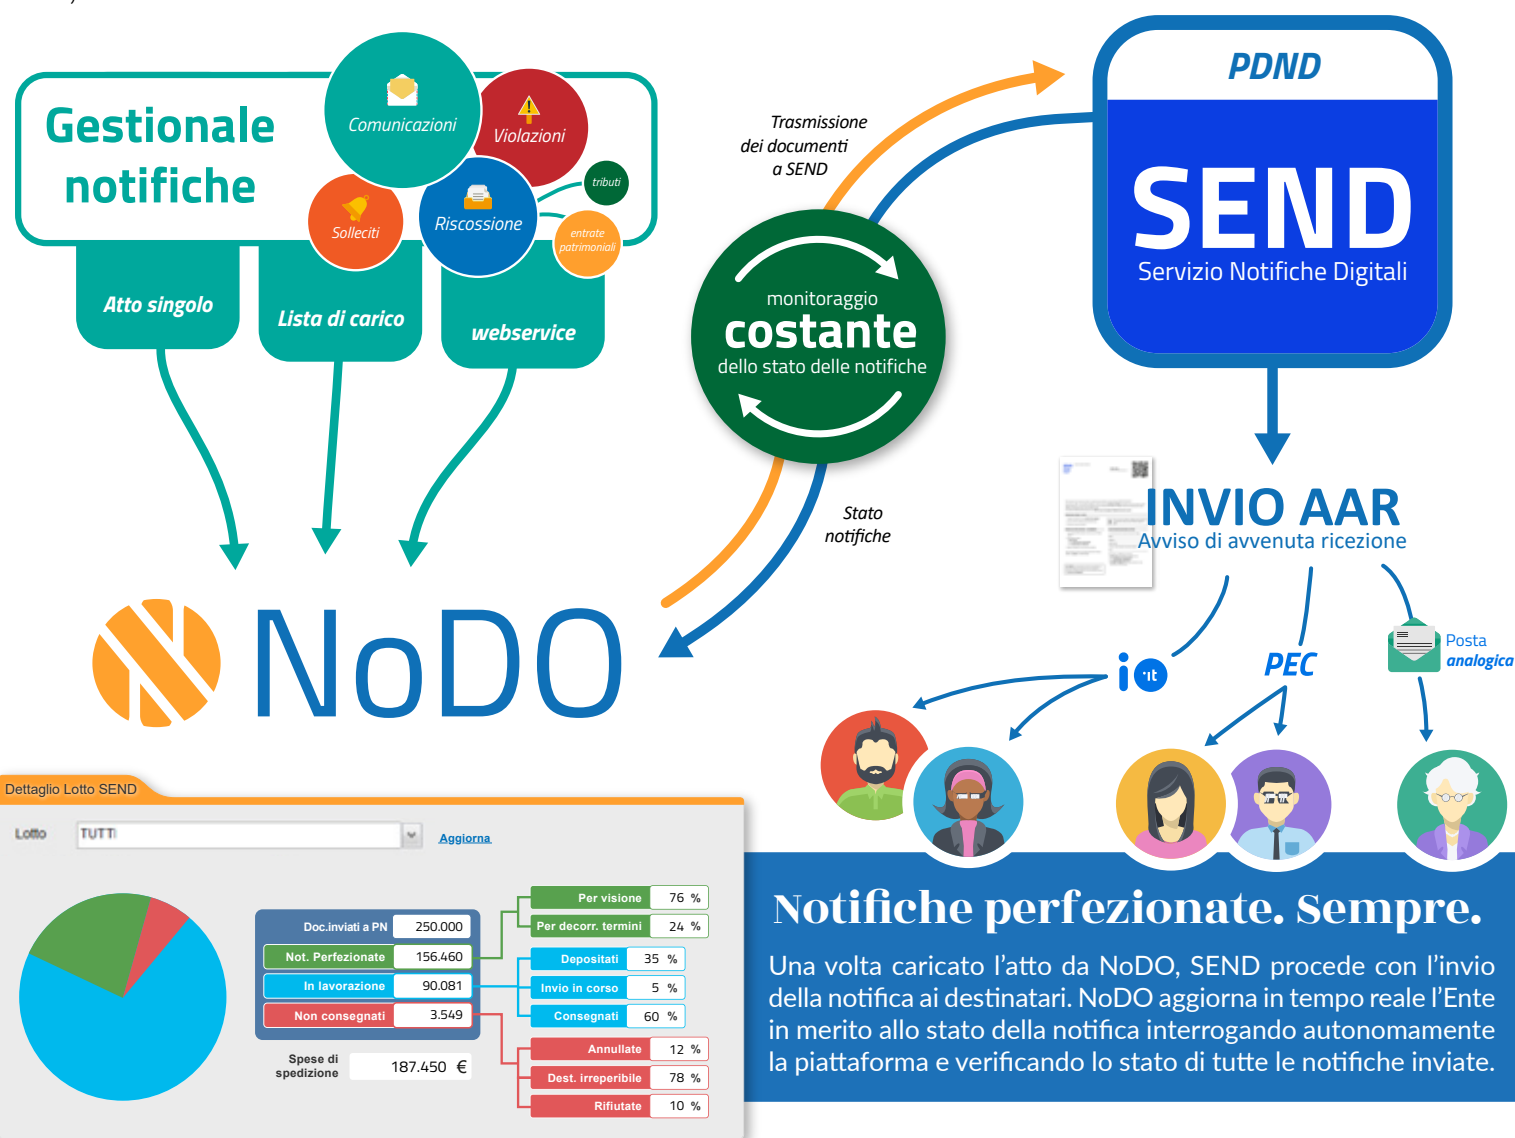 Gestionale
notifiche
Comunicazioni
Violazioni
Solleciti
Riscossione
tributi
entrate
patrimoniali
Atto singolo
Lista di carico
webservice
NoDO
Trasmissione
dei documenti
a SEND
monitoraggio
costante
dello stato delle notifiche
Stato
notifiche
PDND
SEND
Servizio Notifiche Digitali
INVIO AAR
Avviso di avvenuta ricezione
io
.it
PEC
Posta
analogica
Dettaglio Lotto SEND
Lotto
TUTTI
Aggiorna
Doc.inviati a PN 250.000
Not. Perfezionate 156.460
In lavorazione 90.081
Non consegnati 3.549
Spese di
spedizione 187.450 €
Per visione 76 %
Per decorr. termini 24 %
Depositati 35 %
Invio in corso 5 %
Consegnati 60 %
Annullate 12 %
Dest. irreperibile 78 %
Rifiutate 10 %
Notifiche perfezionate. Sempre.
Una volta caricato l'atto da NoDO, SEND procede con l'invio
della notifica ai destinatari. NoDO aggiorna in tempo reale l'Ente
in merito allo stato della notifica interrogando autonomamente
la piattaforma e verificando lo stato di tutte le notifiche inviate.